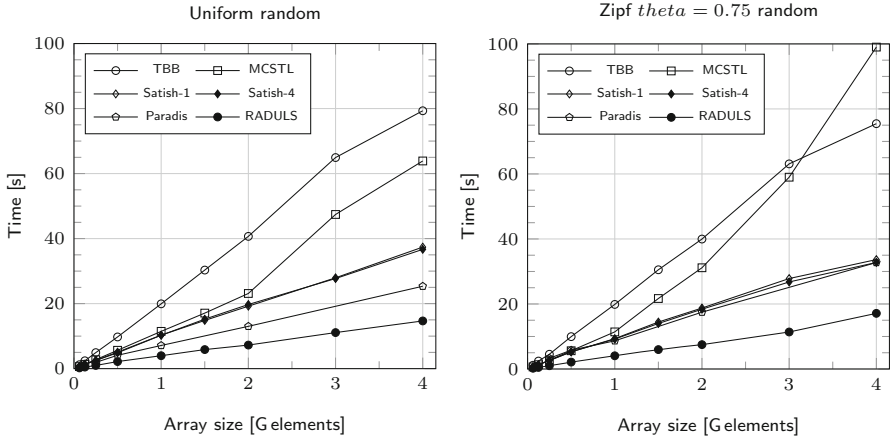 Uniform random
100
80
60
40
20
0
Time [s]
TBB MCSTL
Satish-1 Satish-4
Paradis RADULS
0 1 2 3 4
Array size [G elements]
Zipf theta = 0.75 random
100
80
60
40
20
0
Time [s]
TBB MCSTL
Satish-1 Satish-4
Paradis RADULS
0 1 2 3 4
Array size [G elements]